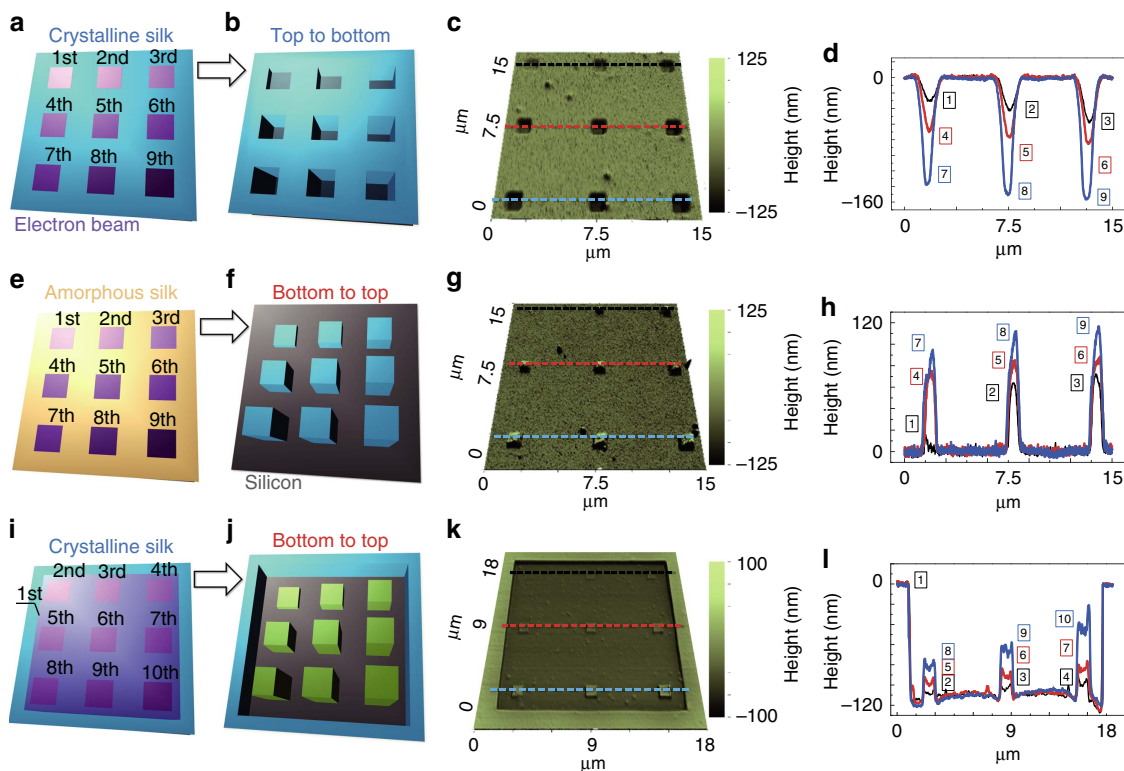 a
Crystalline silk
1st 2nd 3rd
4th 5th 6th
7th 8th 9th
Electron beam
b
Top to bottom
c
15
7.5
0
μm
0 7.5 15
μm
125
−125
Height (nm)
d
0
−160
Height (nm)
1 2 3
4 5 6
7 8 9
0 7.5 15
μm
e
Amorphous silk
1st 2nd 3rd
4th 5th 6th
7th 8th 9th
f
Bottom to top
Silicon
g
15
7.5
0
μm
0 7.5 15
μm
125
−125
Height (nm)
h
120
60
0
Height (nm)
7 8 9
4 5 6
1 2 3
0 7.5 15
μm
i
Crystalline silk
2nd 3rd 4th
1st
5th 6th 7th
8th 9th 10th
j
Bottom to top
k
18
9
0
μm
0 9 18
μm
100
−100
Height (nm)
l
0
−120
Height (nm)
1
10
8 9 7
5 6
2 3 4
0 9 18
μm